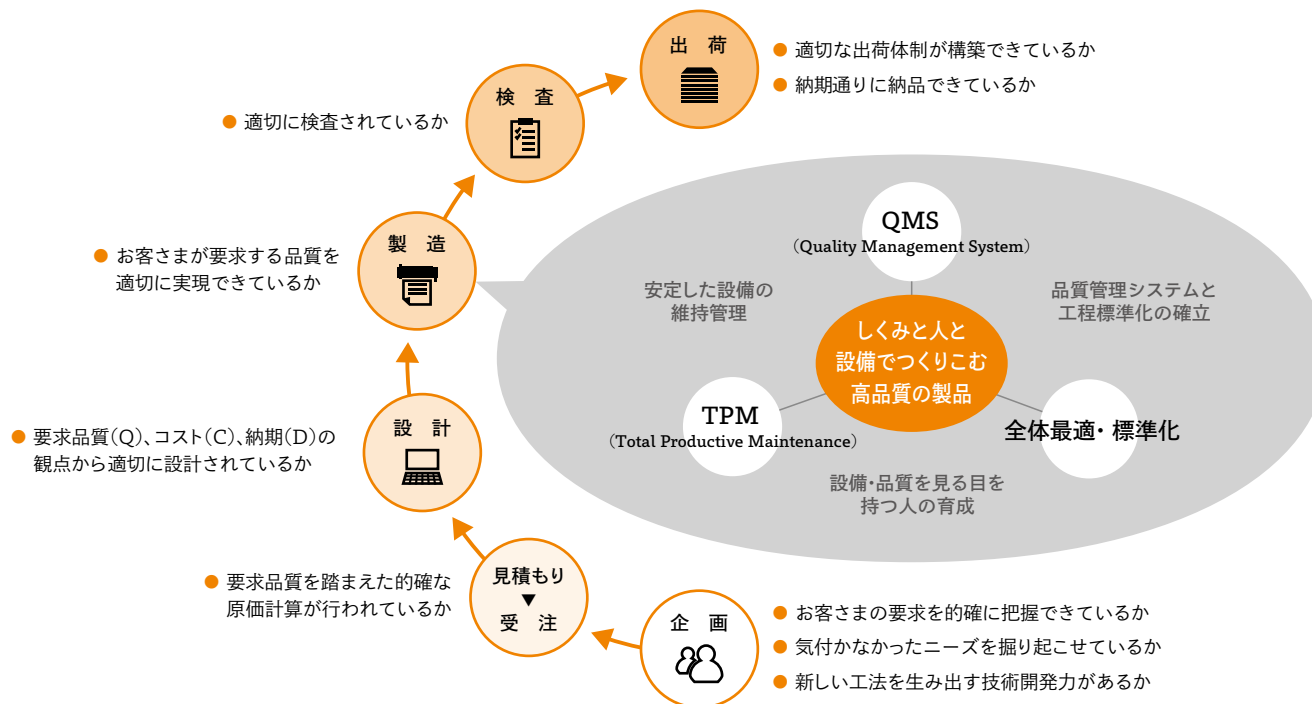 出 荷
● 適切な出荷体制が構築できているか
● 納期通りに納品できているか
検 査
● 適切に検査されているか
製 造
● お客さまが要求する品質を
適切に実現できているか
QMS
（Quality Management System）
安定した設備の
維持管理
品質管理システムと
工程標準化の確立
しくみと人と
設備でつくりこむ
高品質の製品
TPM
（Total Productive Maintenance）
全体最適・標準化
設備・品質を見る目を
持つ人の育成
設 計
● 要求品質（Q）、コスト（C）、納期（D）の
観点から適切に設計されているか
見積もり
▼
受 注
● 要求品質を踏まえた的確な
原価計算が行われているか
企 画
● お客さまの要求を的確に把握できているか
● 気付かなかったニーズを掘り起こせているか
● 新しい工法を生み出す技術開発力があるか